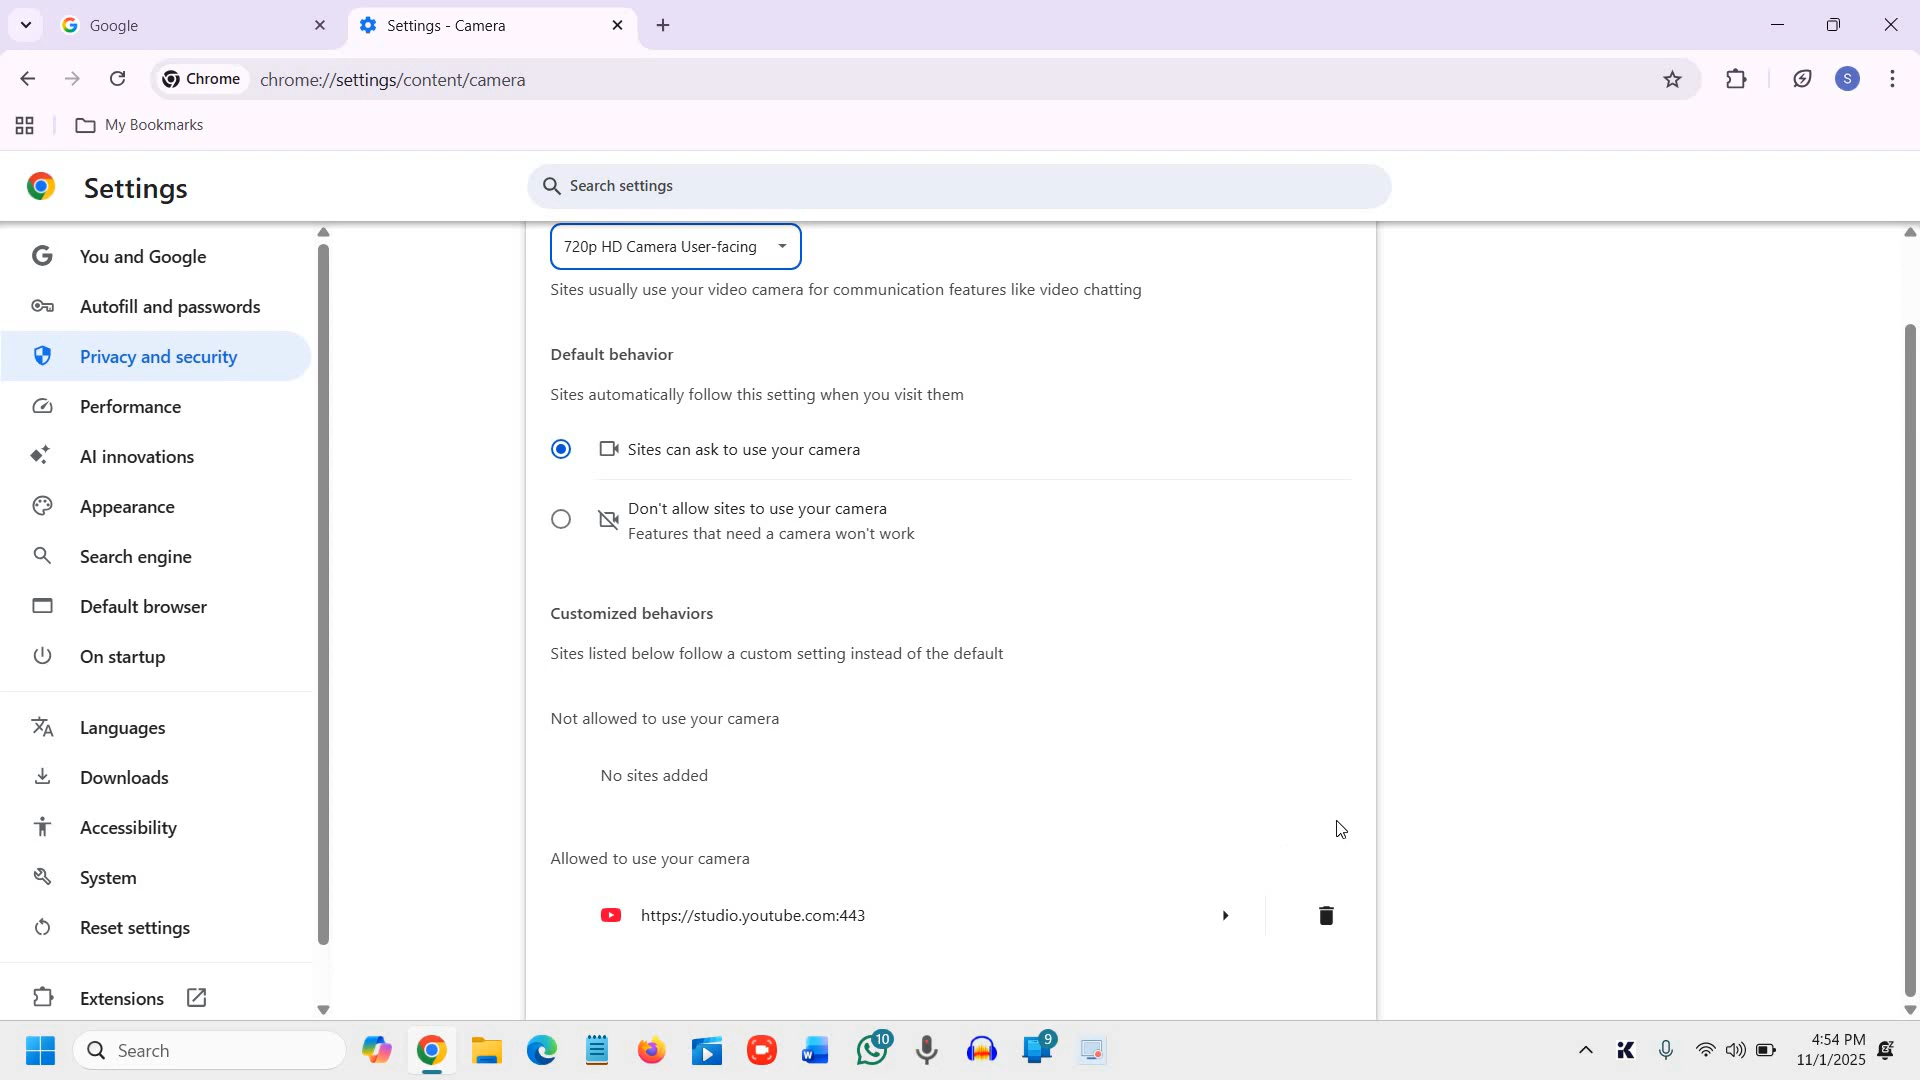 Google
Settings - Camera
Chrome
chrome://settings/content/camera
S
My Bookmarks
Settings
Search settings
You and Google
Autofill and passwords
Privacy and security
Performance
AI innovations
Appearance
Search engine
Default browser
On startup
Languages
Downloads
Accessibility
System
Reset settings
Extensions
720p HD Camera User-facing
Sites usually use your video camera for communication features like video chatting
Default behavior
Sites automatically follow this setting when you visit them
Sites can ask to use your camera
Don't allow sites to use your camera
Features that need a camera won't work
Customized behaviors
Sites listed below follow a custom setting instead of the default
Not allowed to use your camera
No sites added
Allowed to use your camera
https://studio.youtube.com:443
Search
10
9
4:54 PM
11/1/2025